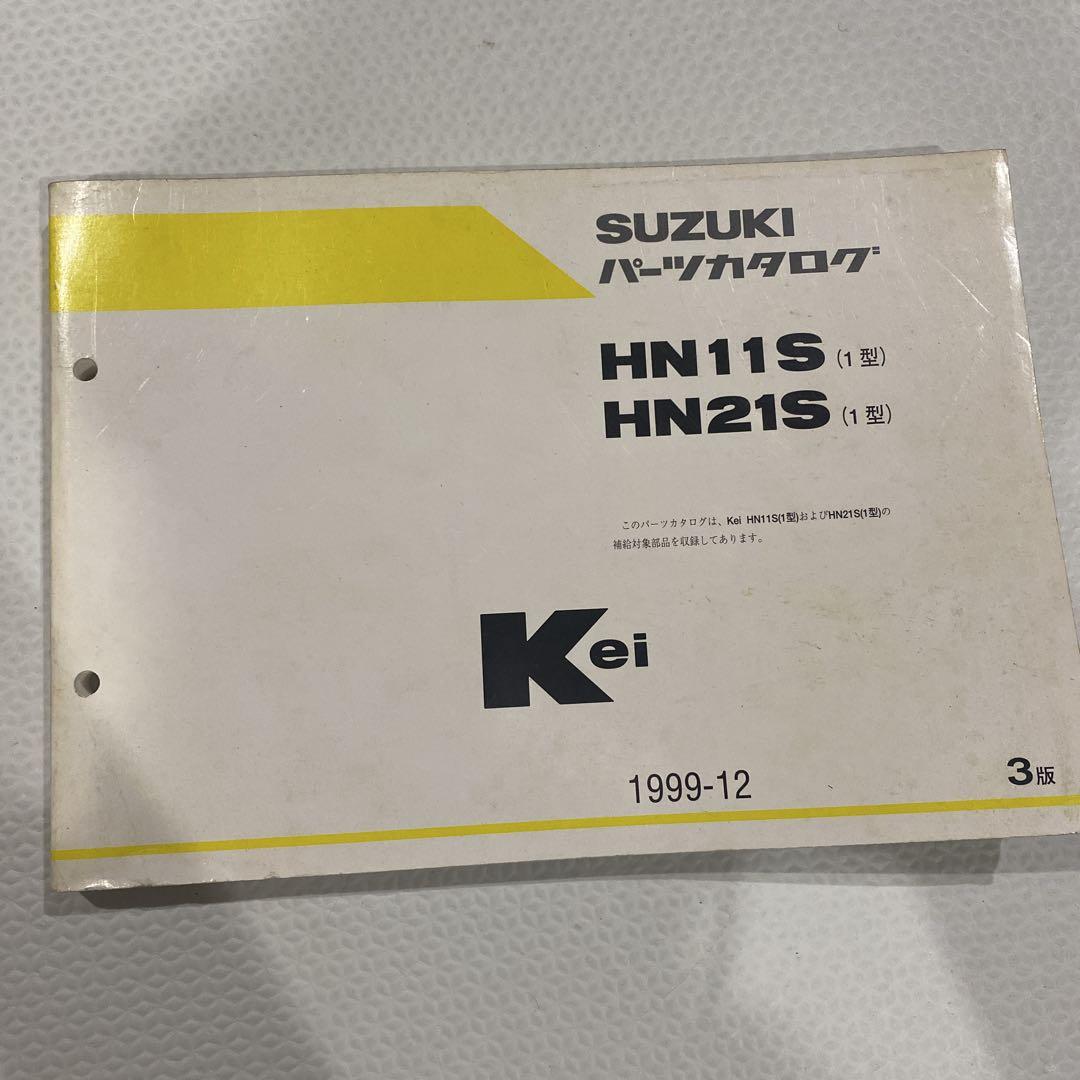 SUZUKI
パーツカタログ
HN11S (1型)
HN21S (1型)
このパーツカタログは、Kei HN11S(1型)およびHN21S(1型)の
補給対象部品を収録してあります。
Kei
1999-12
3版